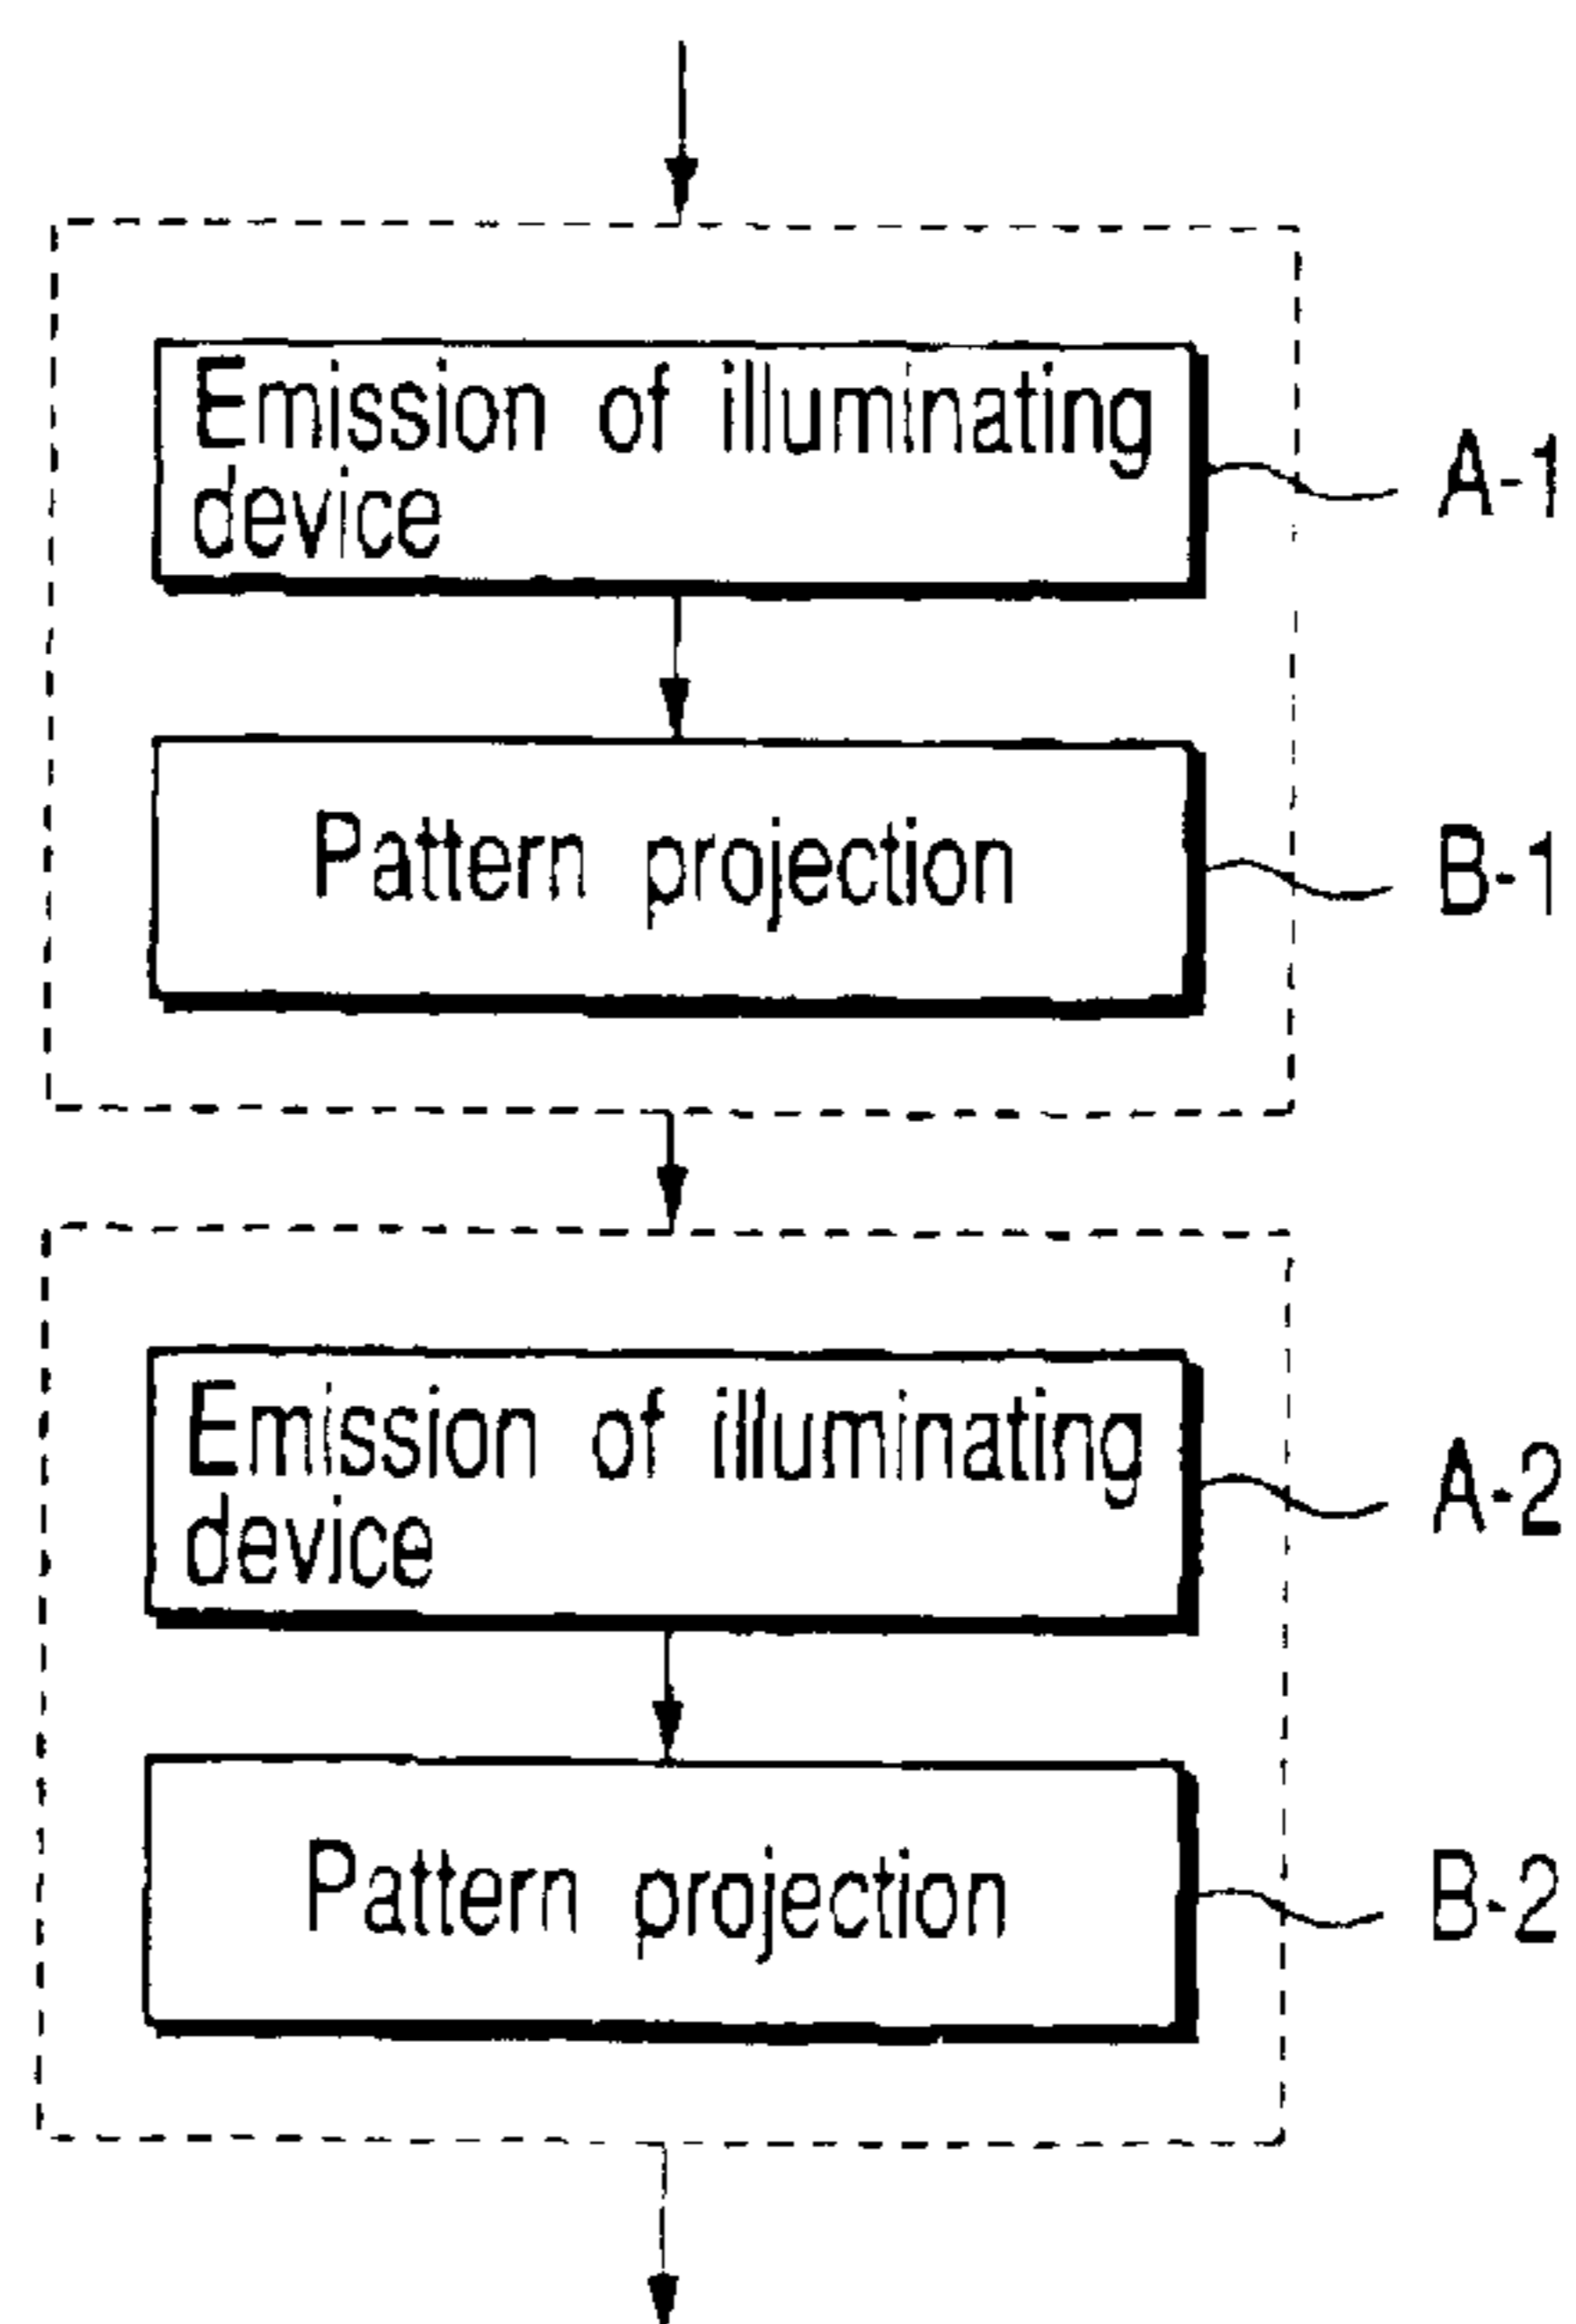 Emission of illuminating
device
A-1
Pattern projection
B-1
Emission of illuminating
device
A-2
Pattern projection
B-2